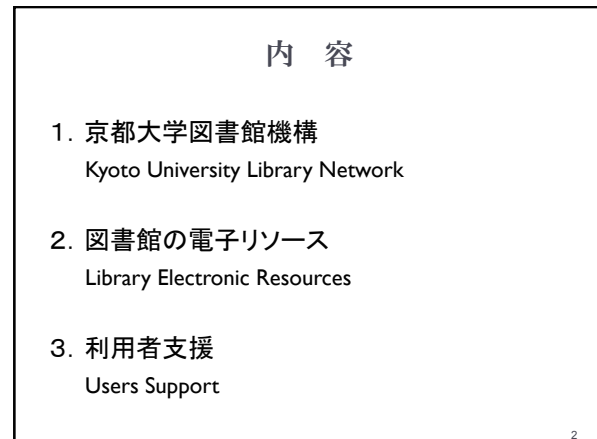 内　容
１．京都大学図書館機構
Kyoto University Library Network
２．図書館の電子リソース
Library Electronic Resources
３．利用者支援
Users Support
2